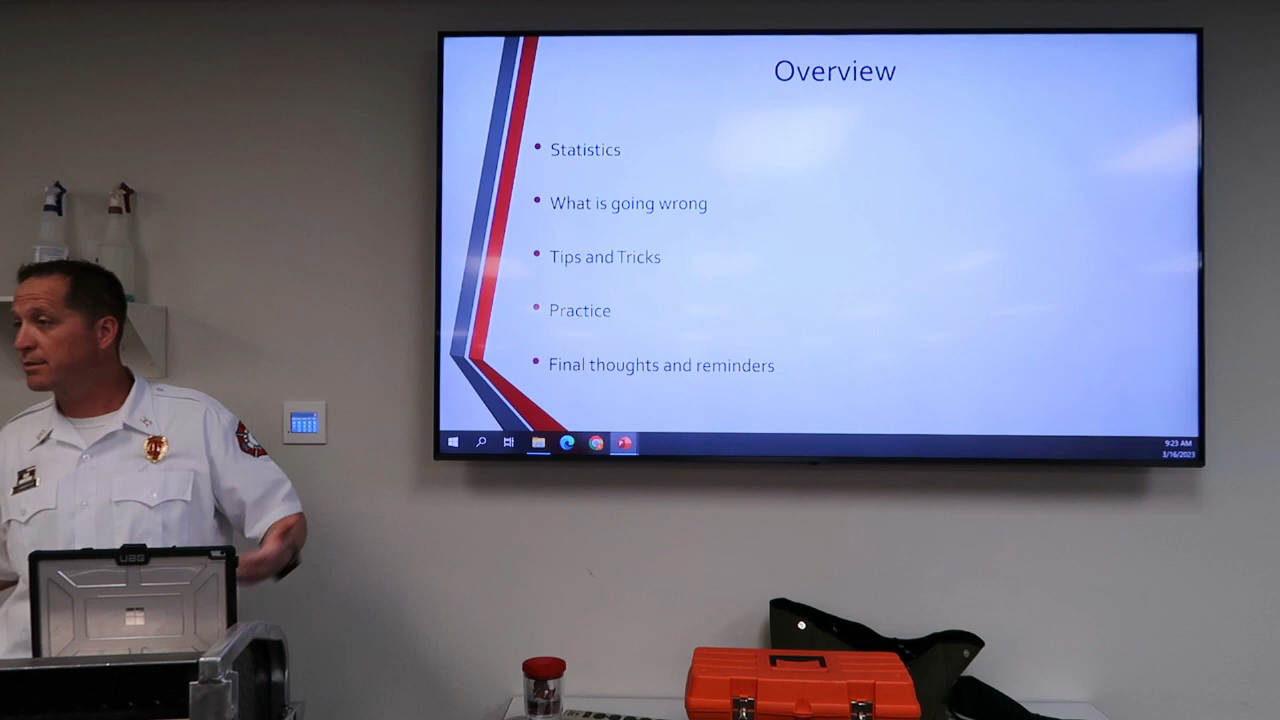 Overview
• Statistics
• What is going wrong
• Tips and Tricks
• Practice
• Final thoughts and reminders
9:23 AM
3/16/2023
UAG